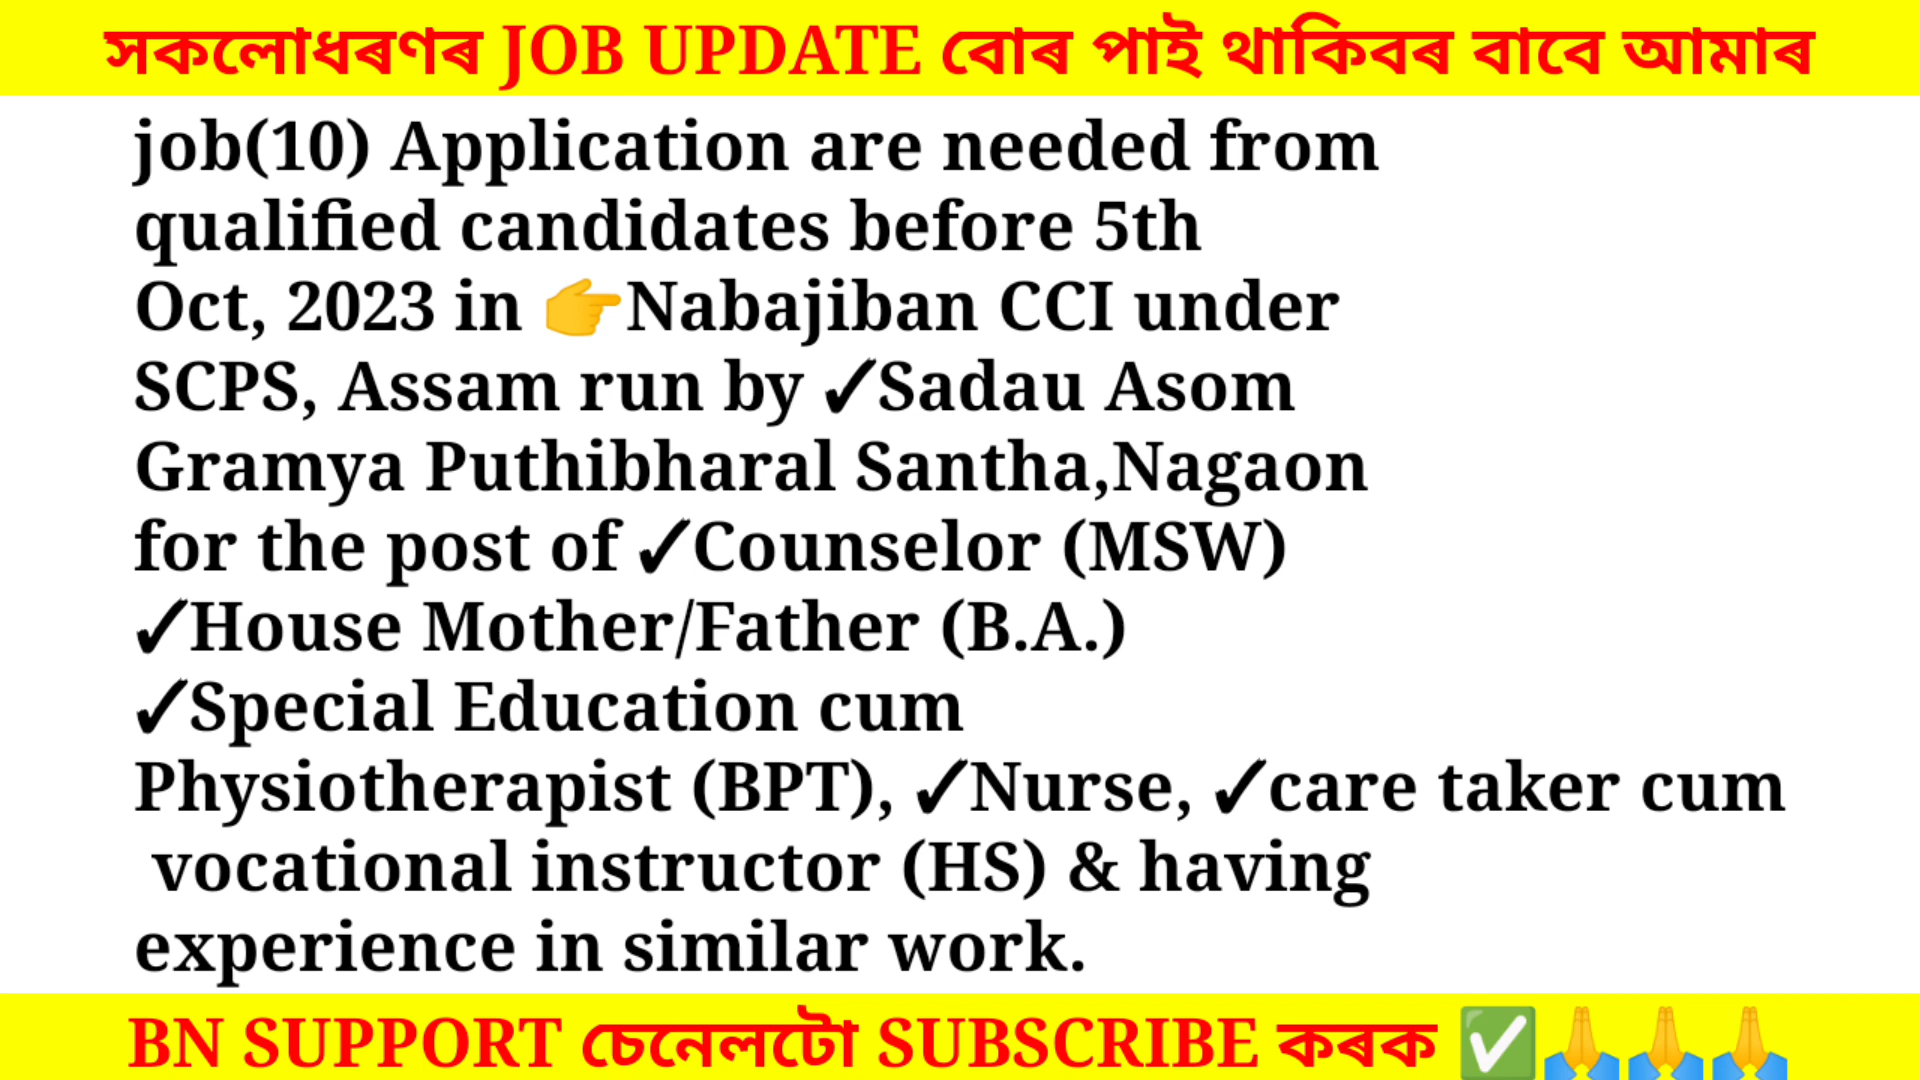 সকলোধৰণৰ JOB UPDATE বোৰ পাই থাকিবৰ বাবে আমাৰ
job(10) Application are needed from
qualified candidates before 5th
Oct, 2023 in 👉Nabajiban CCI under
SCPS, Assam run by ✓Sadau Asom
Gramya Puthibharal Santha,Nagaon
for the post of ✓Counselor (MSW)
✓House Mother/Father (B.A.)
✓Special Education cum
Physiotherapist (BPT), ✓Nurse, ✓care taker cum
vocational instructor (HS) & having
experience in similar work.
BN SUPPORT চেনেলটো SUBSCRIBE কৰক ✅🙏🙏🙏